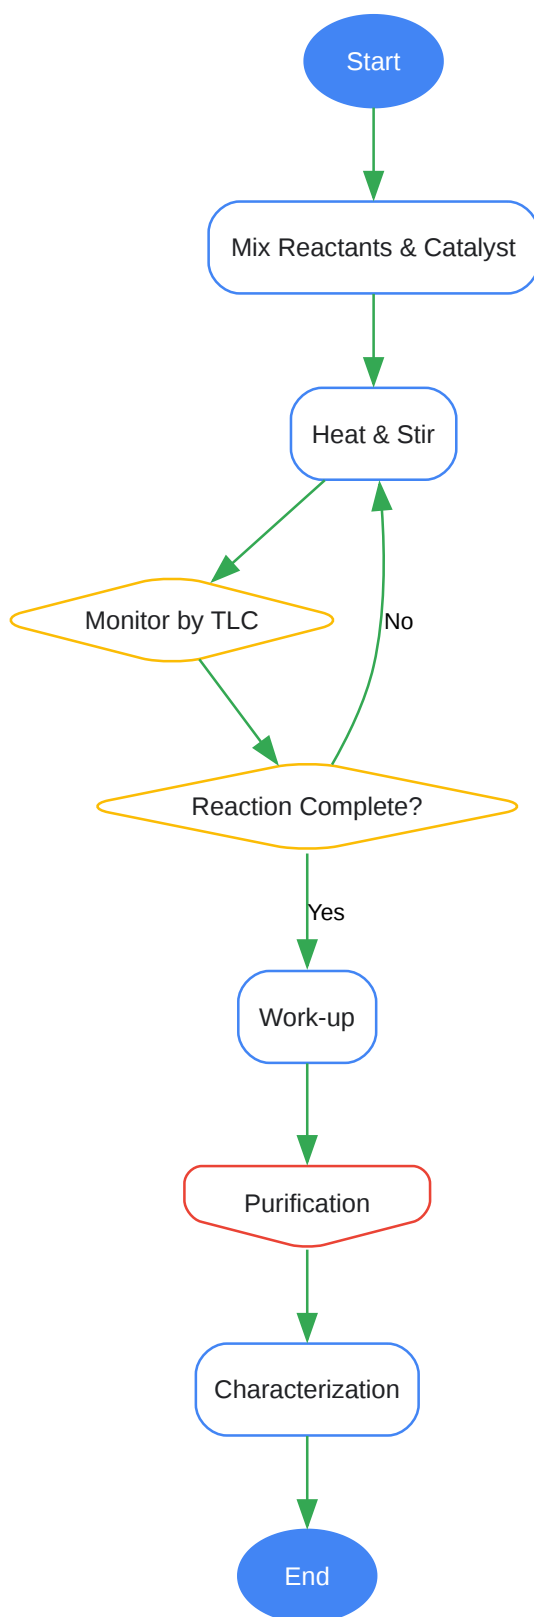 Start
Mix Reactants & Catalyst
Heat & Stir
Monitor by TLC
No
Reaction Complete?
Yes
Work-up
Purification
Characterization
End